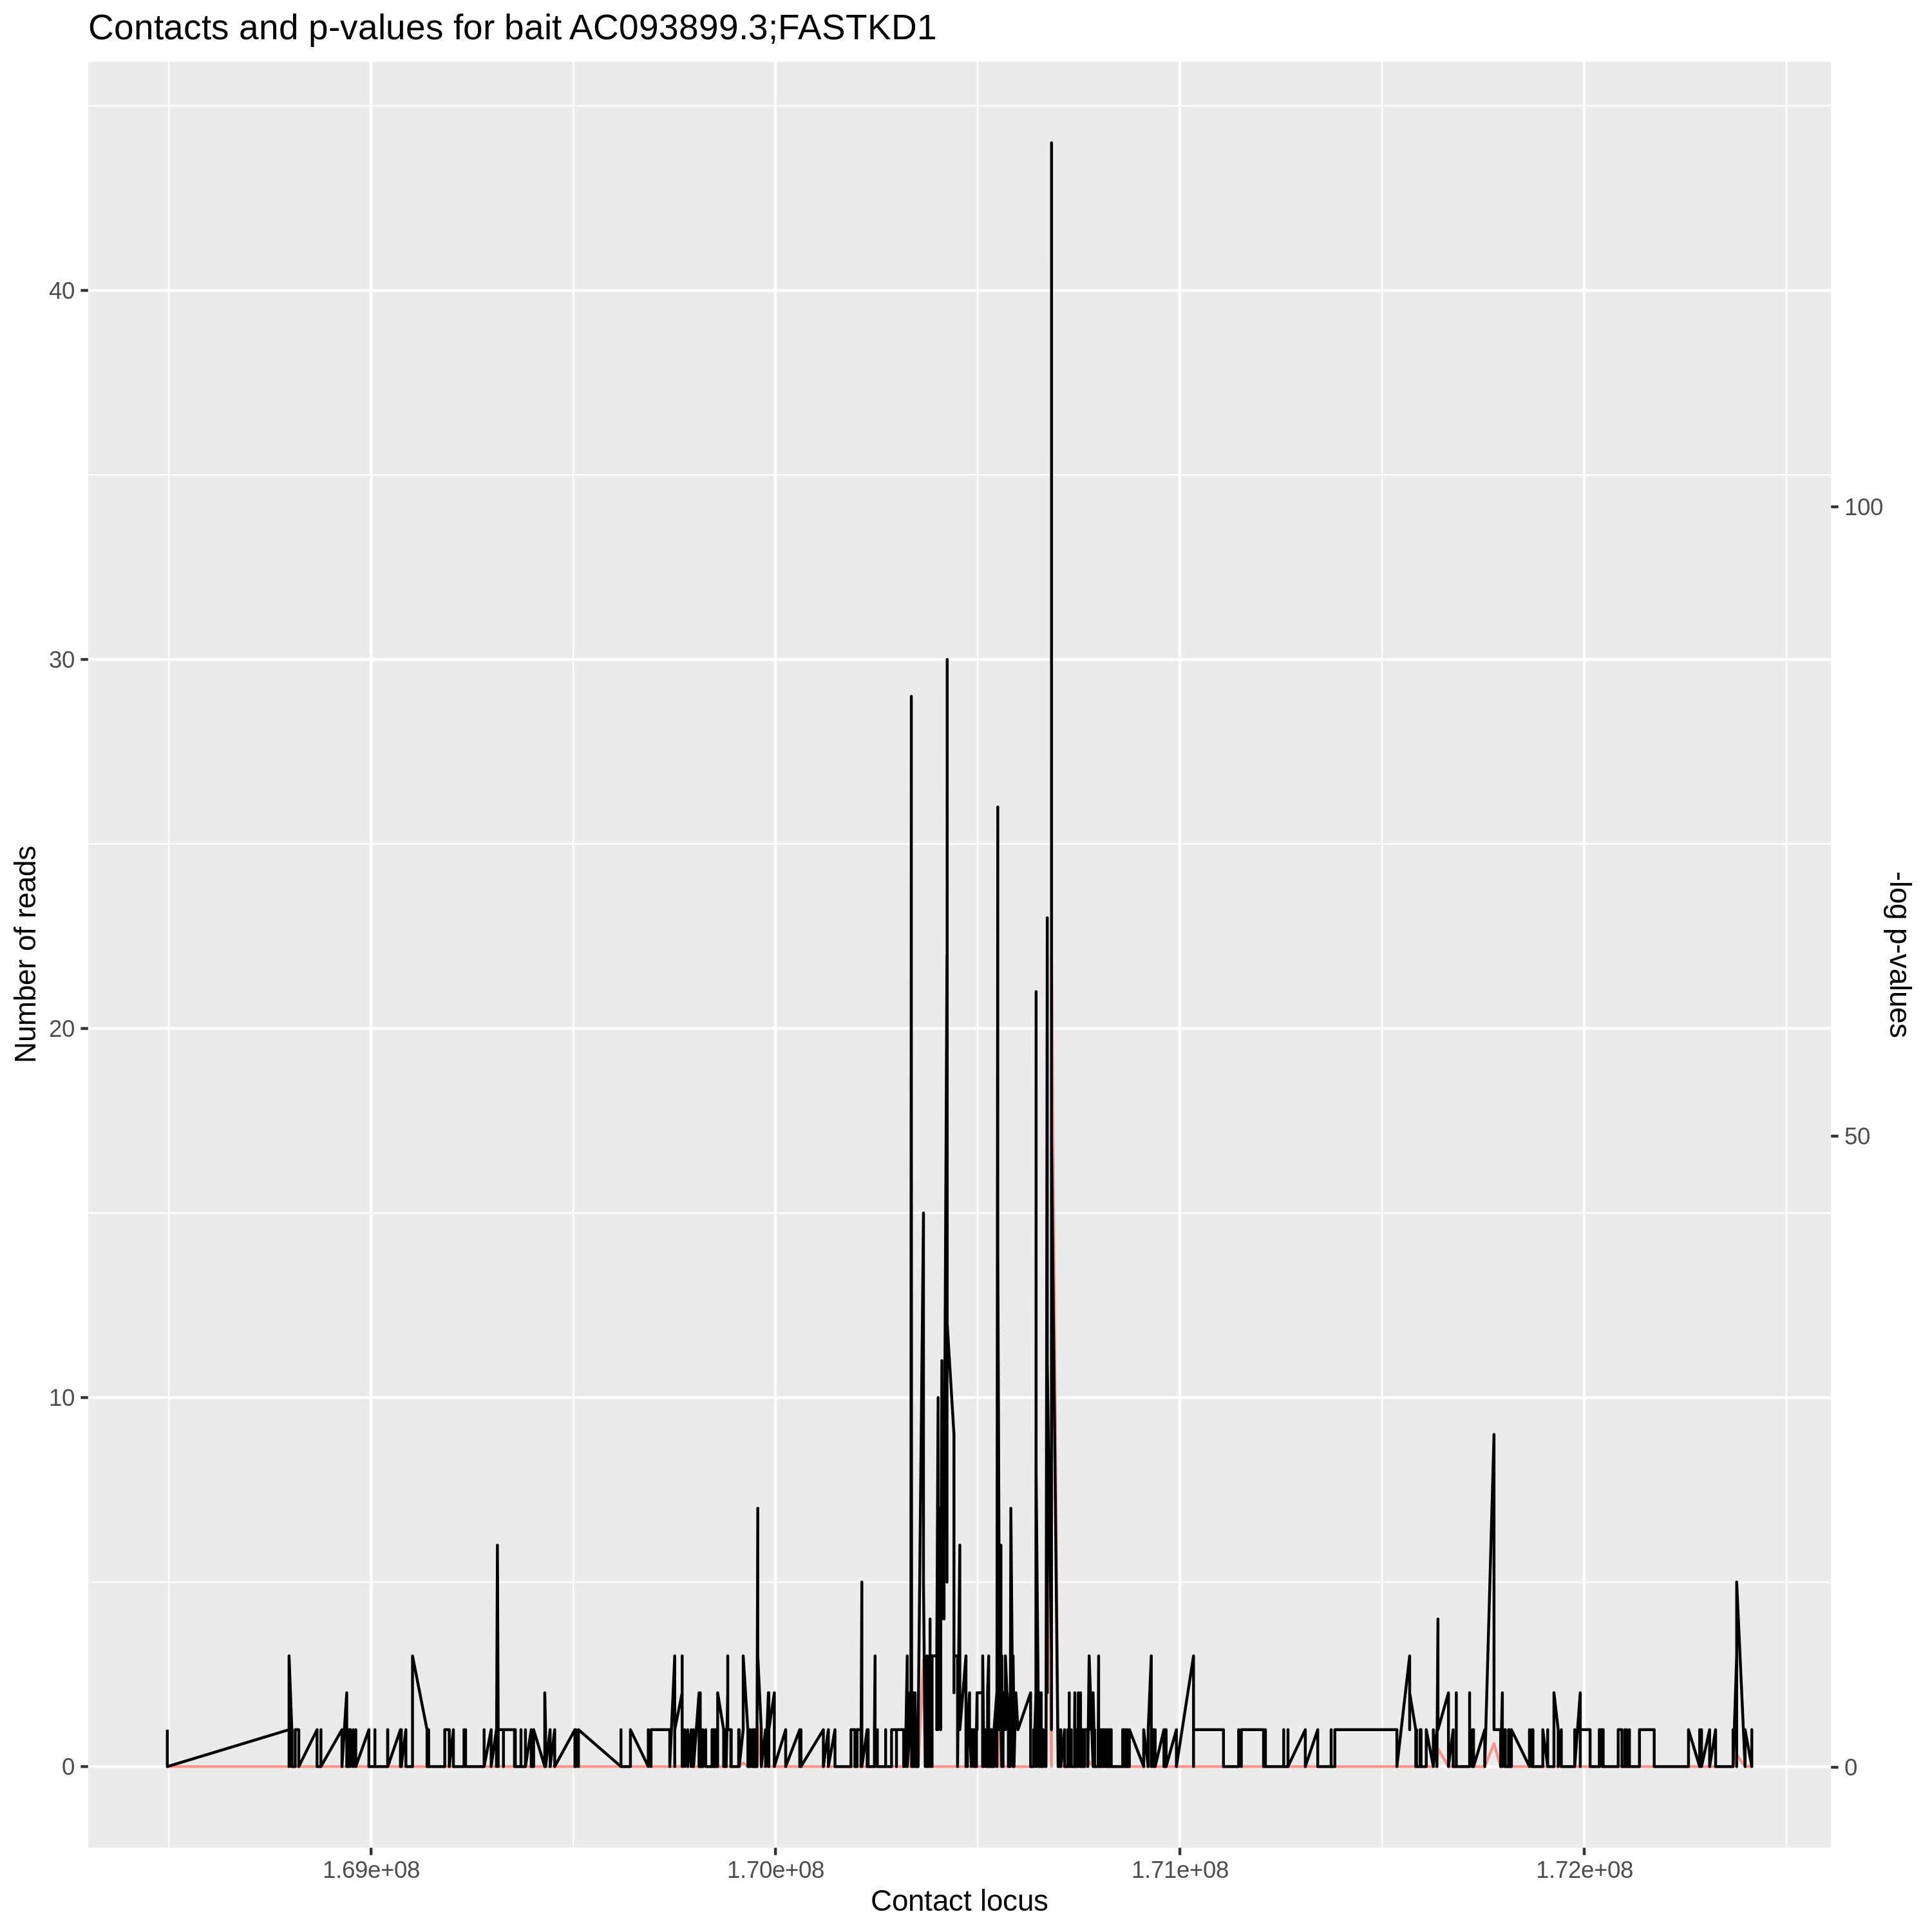 Contacts and p-values for bait AC093899.3;FASTKD1
40
30
20
10
0
Number of reads
100
50
0
-log p-values
1.69e+08
1.70e+08
1.71e+08
1.72e+08
Contact locus